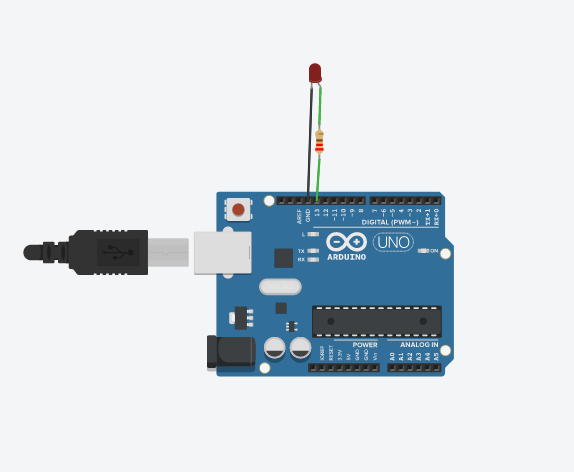 AREF
GND
13
12
~11
~10
~9
8
7
~6
~5
4
~3
2
TX→1
RX←0
DIGITAL (PWM~)
L
TX
RX
UNO
ARDUINO
ON
POWER
ANALOG IN
IOREF
RESET
3.3V
5V
GND
GND
Vin
A0
A1
A2
A3
A4
A5